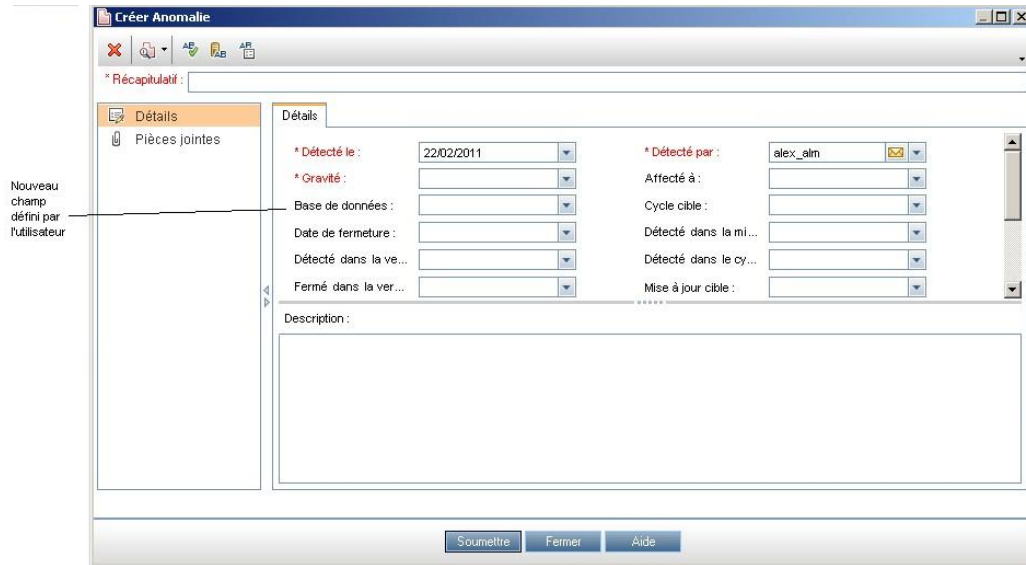 Créer Anomalie
* Récapitulatif :
Détails
Pièces jointes
Détails
* Détecté le : 22/02/2011 * Détecté par : alex_alm
* Gravité : Affecté à :
Base de données : Cycle cible :
Date de fermeture : Détecté dans la mi...
Détecté dans la ve... Détecté dans le cy...
Fermé dans la ver... Mise à jour cible :
Description :
Nouveau
champ
défini par
l'utilisateur
Soumettre Fermer Aide